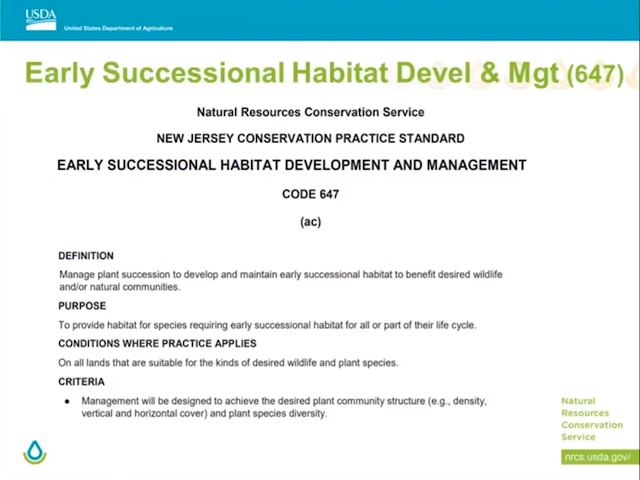 USDA
United States Department of Agriculture
Early Successional Habitat Devel & Mgt (647)
Natural Resources Conservation Service
NEW JERSEY CONSERVATION PRACTICE STANDARD
EARLY SUCCESSIONAL HABITAT DEVELOPMENT AND MANAGEMENT
CODE 647
(ac)
DEFINITION
Manage plant succession to develop and maintain early successional habitat to benefit desired wildlife
and/or natural communities.
PURPOSE
To provide habitat for species requiring early successional habitat for all or part of their life cycle.
CONDITIONS WHERE PRACTICE APPLIES
On all lands that are suitable for the kinds of desired wildlife and plant species.
CRITERIA
● Management will be designed to achieve the desired plant community structure (e.g., density,
vertical and horizontal cover) and plant species diversity.
Natural
Resources
Conservation
Service
nrcs.usda.gov/